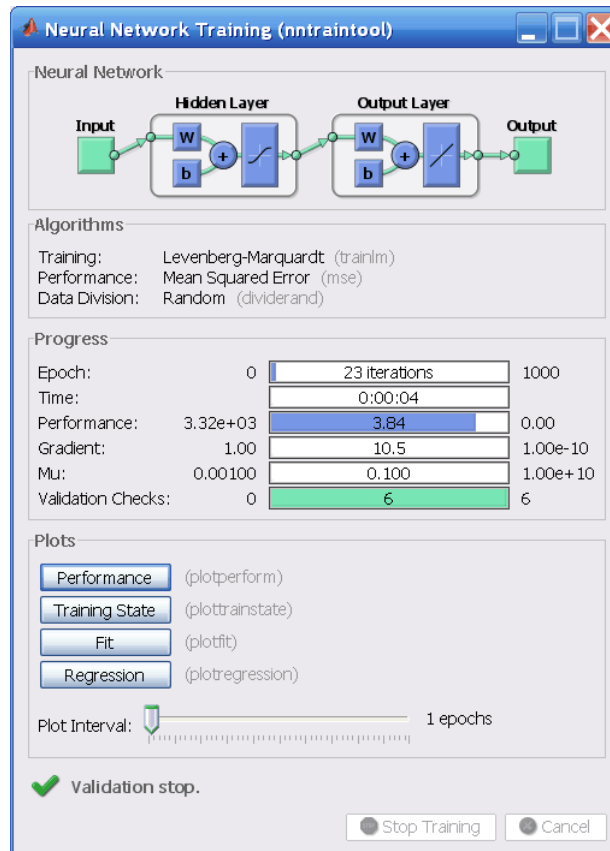 Neural Network Training (nntraintool)
Neural Network
Hidden Layer Output Layer
Input Output
W W
+ +
b b
Algorithms
Training: Levenberg-Marquardt (trainlm)
Performance: Mean Squared Error (mse)
Data Division: Random (dividerand)
Progress
Epoch: 0 23 iterations 1000
Time: 0:00:04
Performance: 3.32e+03 3.84 0.00
Gradient: 1.00 10.5 1.00e-10
Mu: 0.00100 0.100 1.00e+10
Validation Checks: 0 6 6
Plots
Performance (plotperform)
Training State (plottrainstate)
Fit (plotfit)
Regression (plotregression)
Plot Interval: 1 epochs
Validation stop.
Stop Training Cancel